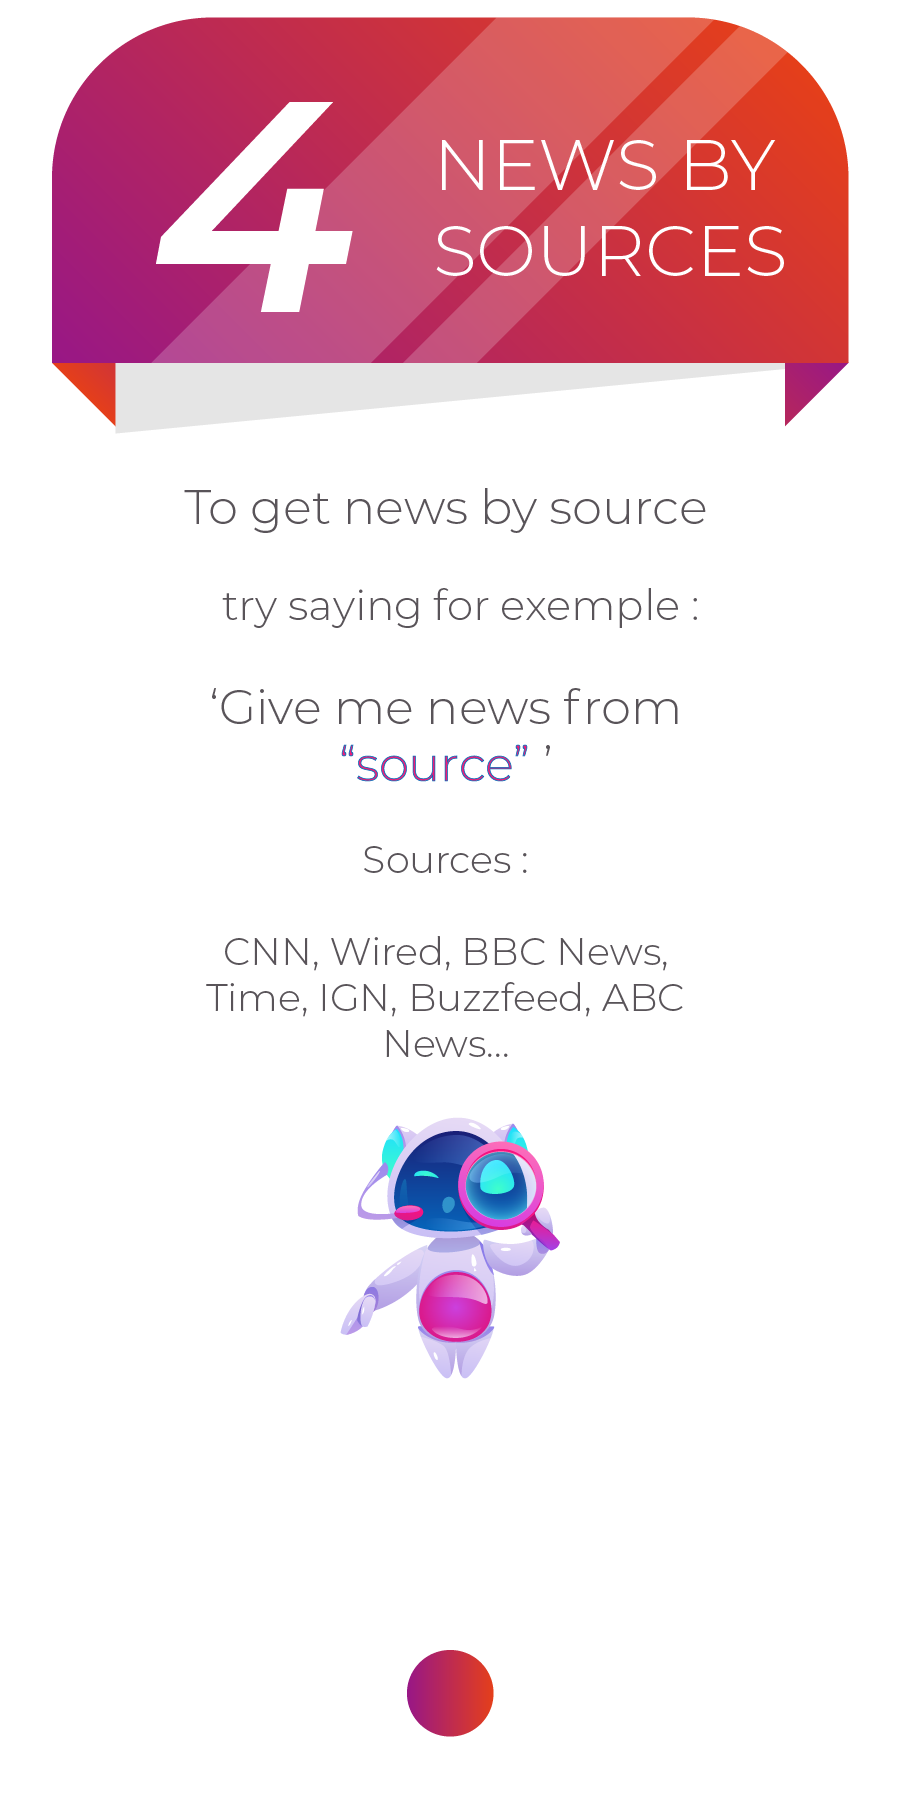 4
NEWS BY
SOURCES
To get news by source
try saying for exemple :
‘Give me news from
“source” ’
Sources :
CNN, Wired, BBC News,
Time, IGN, Buzzfeed, ABC
News...